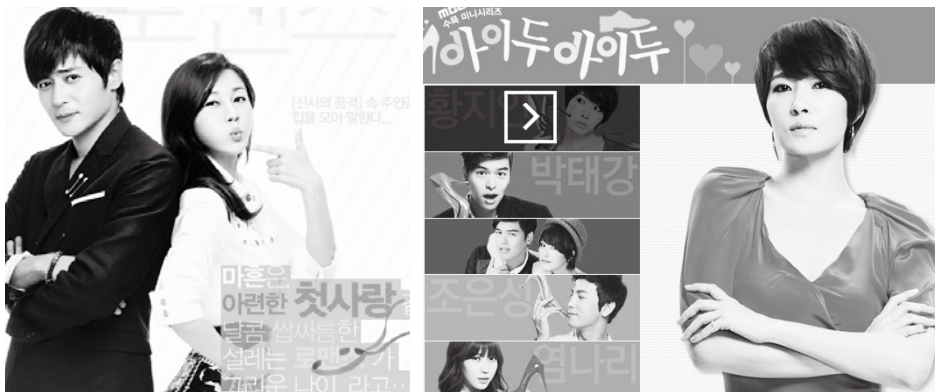 [신사의 품격] 속 주인공
입을 모아 말한다...
마흔은,
아련한 첫사랑
달콤 쌉싸름한
설레는 로맨 가
나이, 라고...
MBC
수목 미니시리즈
아이두 아이두
황지안
박태강
조은성
염나리